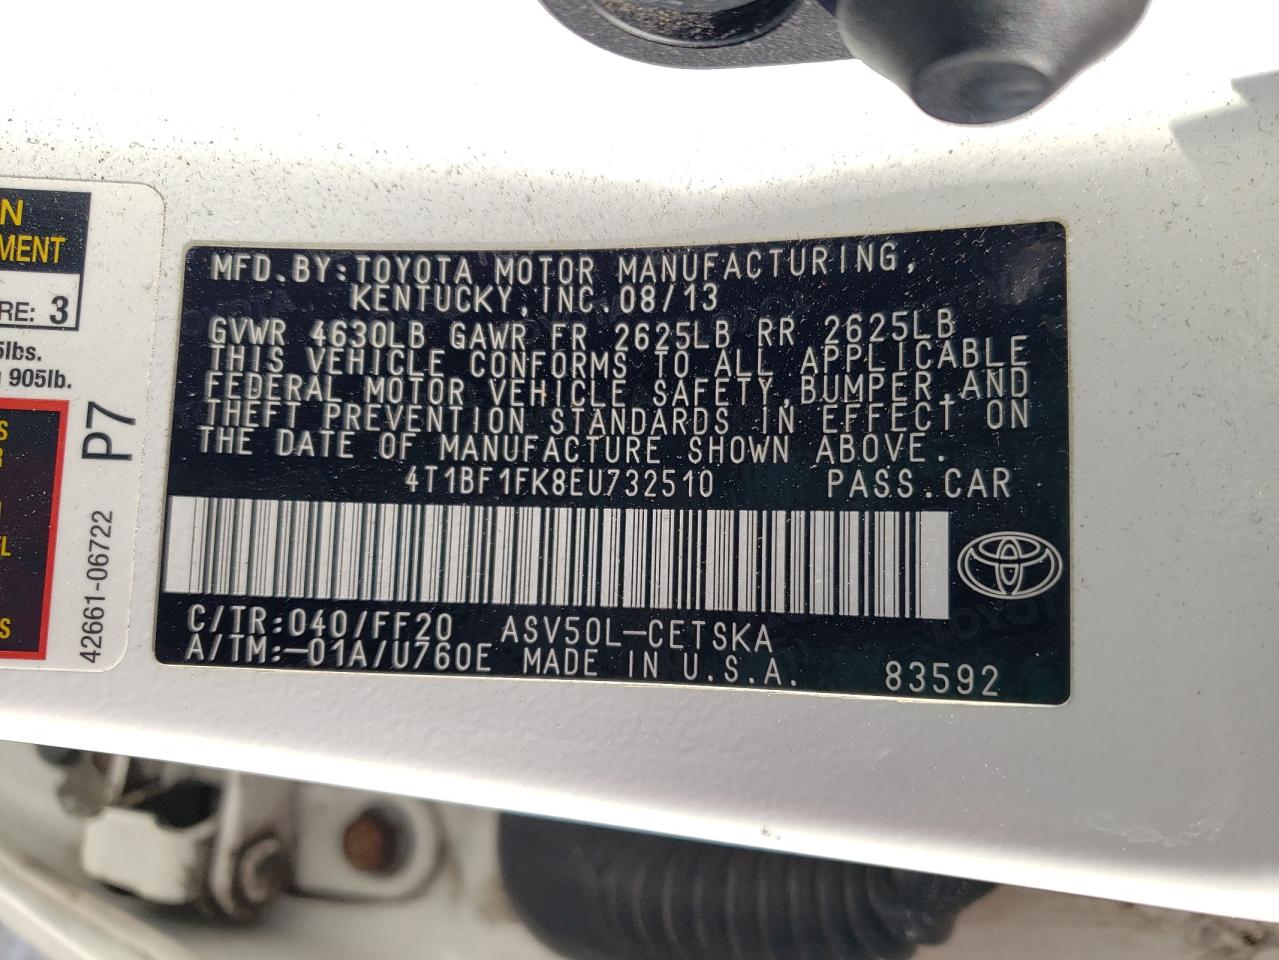 N
MENT
RE: 3
5lbs.
905lb.
P7
42661-06722
S
R
L
S
MFD.BY:TOYOTA MOTOR MANUFACTURING,
KENTUCKY,INC.08/13
GVWR 4630LB GAWR FR 2625LB RR 2625LB
THIS VEHICLE CONFORMS TO ALL APPLICABLE
FEDERAL MOTOR VEHICLE SAFETY,BUMPER,AND
THEFT PREVENTION STANDARDS IN EFFECT ON
THE DATE OF MANUFACTURE SHOWN ABOVE.
4T1BF1FK8EU732510 PASS.CAR
C/TR:040/FF20 ASV50L-CETSKA
A/TM:-01A/U760E MADE IN U.S.A. 83592